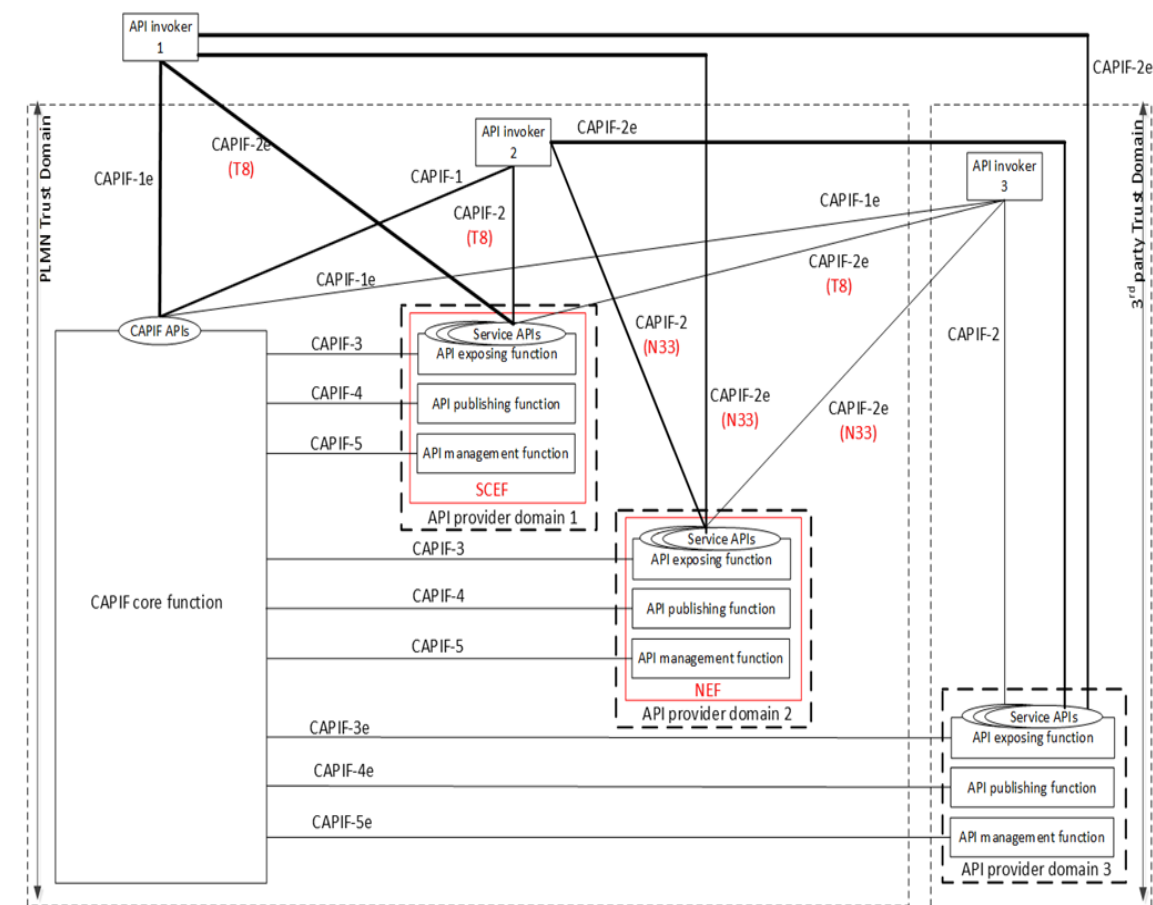 API invoker
1
CAPIF-2e
PLMN Trust Domain
3rd party Trust Domain
API invoker
2
CAPIF-2e
CAPIF-2e
(T8)
API invoker
3
CAPIF-1e
CAPIF-1
CAPIF-2
(T8)
CAPIF-1e
CAPIF-1e
CAPIF-2e
(T8)
CAPIF APIs
CAPIF-2
(N33)
CAPIF-2
CAPIF-3
Service APIs
API exposing function
CAPIF-4
API publishing function
CAPIF-2e
(N33)
CAPIF-2e
(N33)
CAPIF-5
API management function
SCEF
API provider domain 1
CAPIF-3
Service APIs
API exposing function
CAPIF core function
CAPIF-4
API publishing function
CAPIF-5
API management function
NEF
API provider domain 2
CAPIF-3e
Service APIs
API exposing function
CAPIF-4e
API publishing function
CAPIF-5e
API management function
API provider domain 3